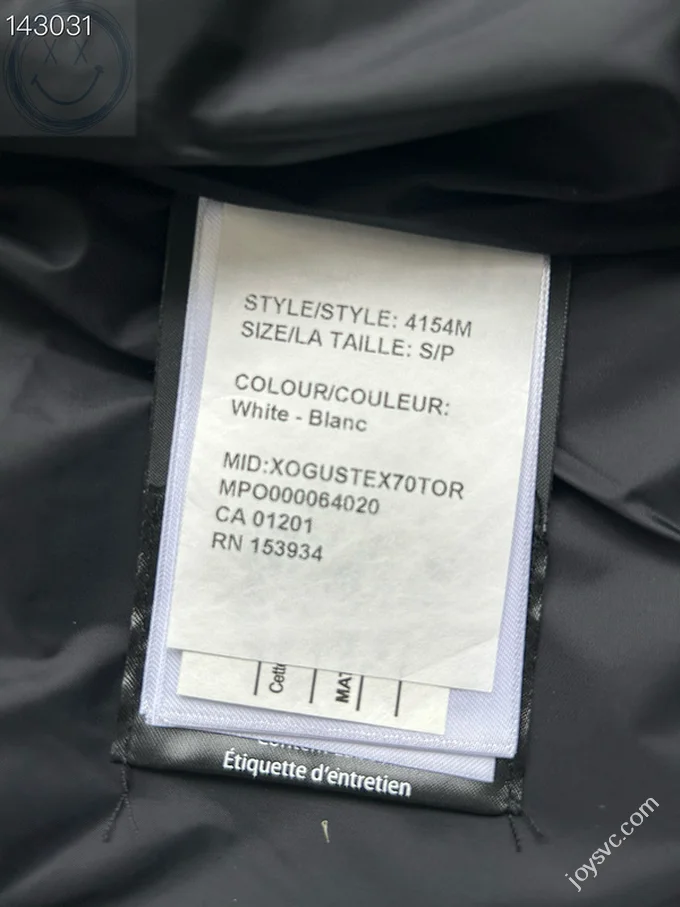 143031
STYLE/STYLE: 4154M
SIZE/LA TAILLE: S/P
COLOUR/COULEUR:
White - Blanc
MID:XOGUSTEX70TOR
MPO000064020
CA 01201
RN 153934
MAT
Étiquette d'entretien
joysvc.com